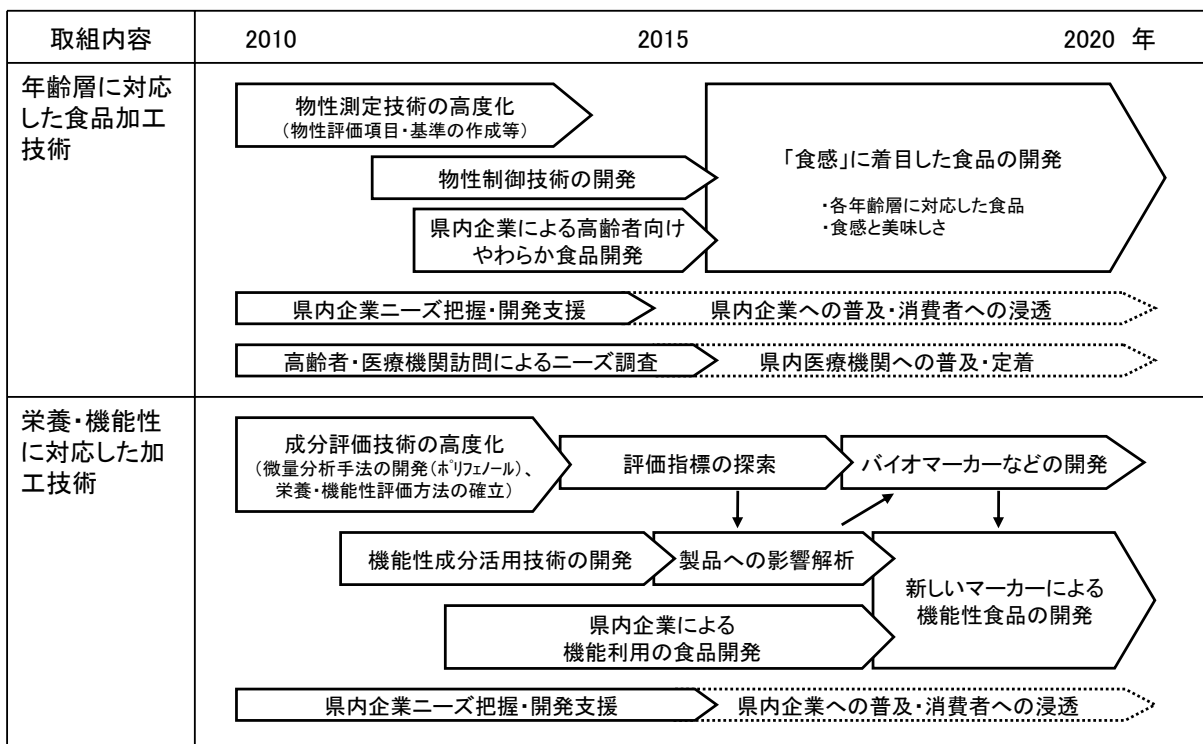 取組内容
2010
2015
2020 年
年齢層に対応
した食品加工
技術
物性測定技術の高度化
(物性評価項目・基準の作成等)
物性制御技術の開発
県内企業による高齢者向け
やわらか食品開発
「食感」に着目した食品の開発
・各年齢層に対応した食品
・食感と美味しさ
県内企業ニーズ把握・開発支援
県内企業への普及・消費者への浸透
高齢者・医療機関訪問によるニーズ調査
県内医療機関への普及・定着
栄養・機能性
に対応した加
工技術
成分評価技術の高度化
(微量分析手法の開発(ﾎﾟﾘﾌｪﾉｰﾙ)、
栄養・機能性評価方法の確立)
評価指標の探索
バイオマーカーなどの開発
機能性成分活用技術の開発
製品への影響解析
県内企業による
機能利用の食品開発
新しいマーカーによる
機能性食品の開発
県内企業ニーズ把握・開発支援
県内企業への普及・消費者への浸透